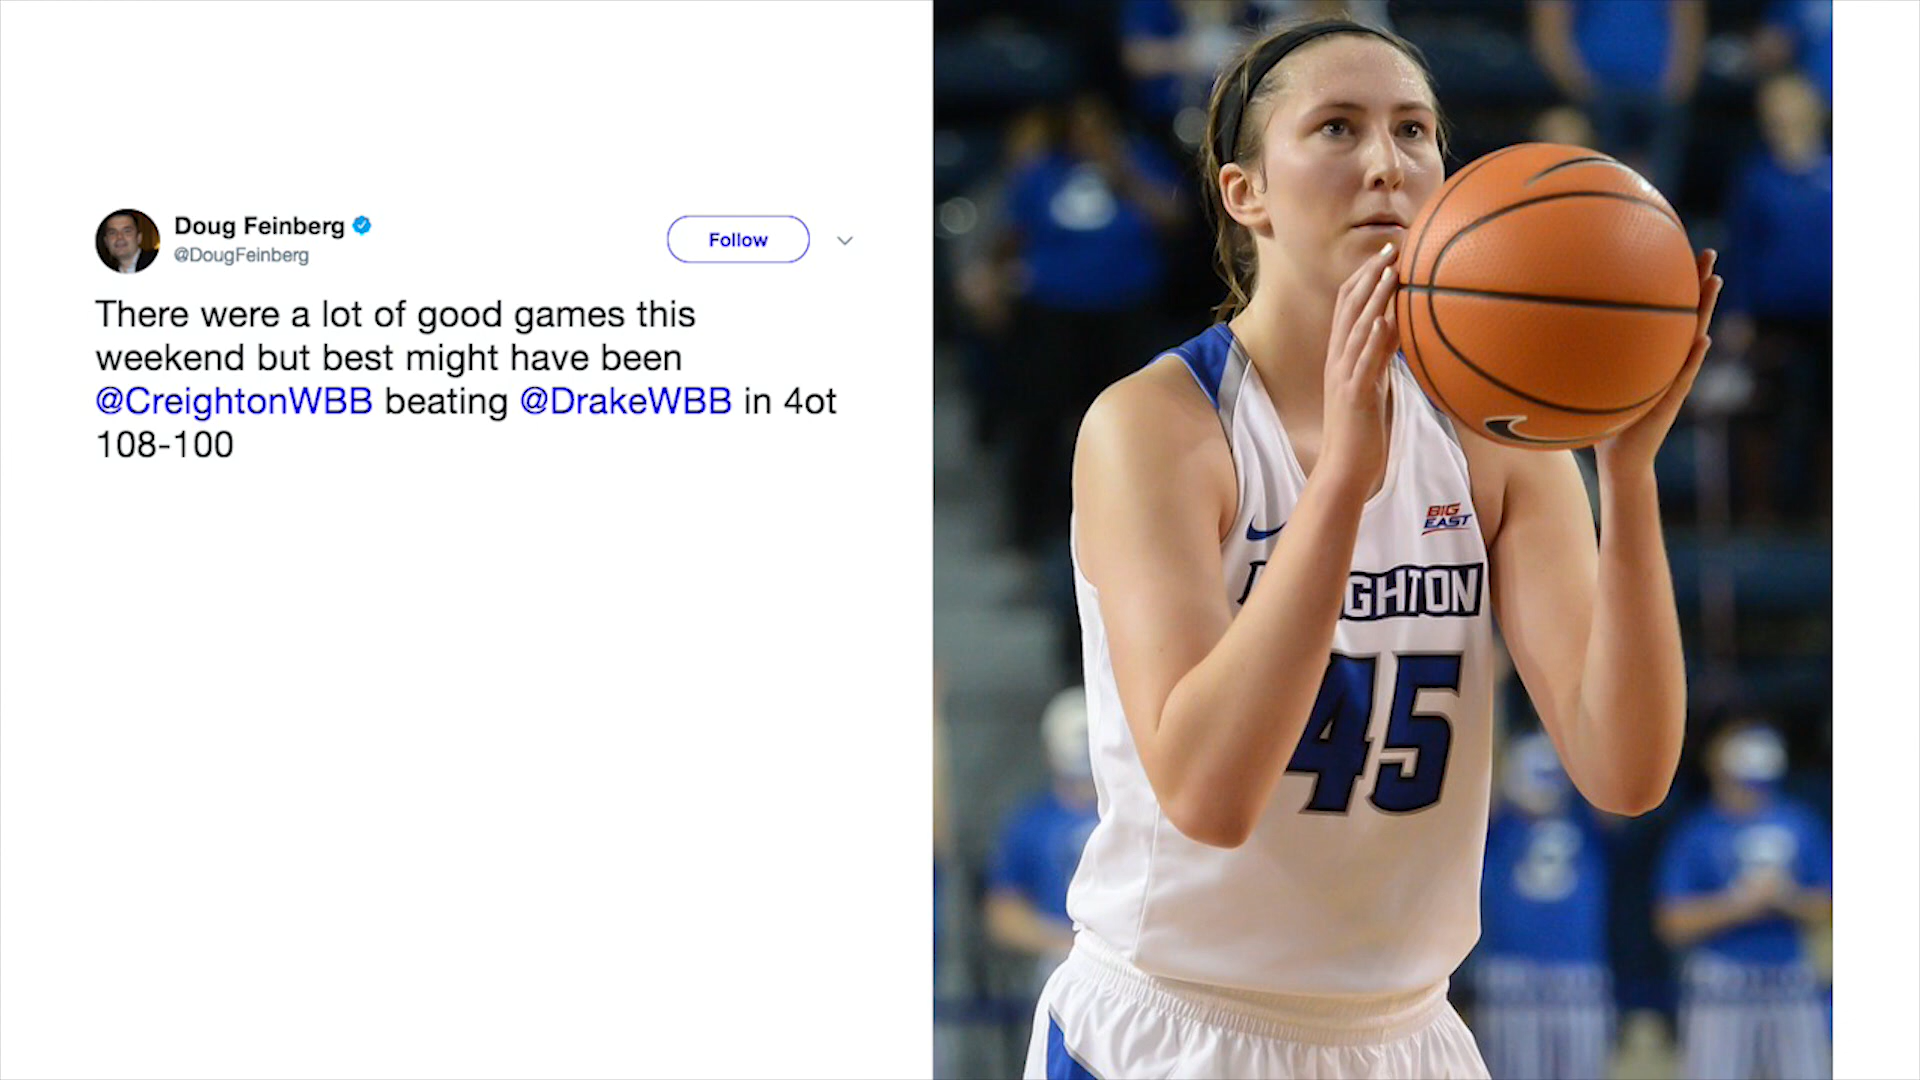 Doug Feinberg
@DougFeinberg
Follow
There were a lot of good games this
weekend but best might have been
@CreightonWBB beating @DrakeWBB in 4ot
108-100
BIG
EAST
GHTON
45